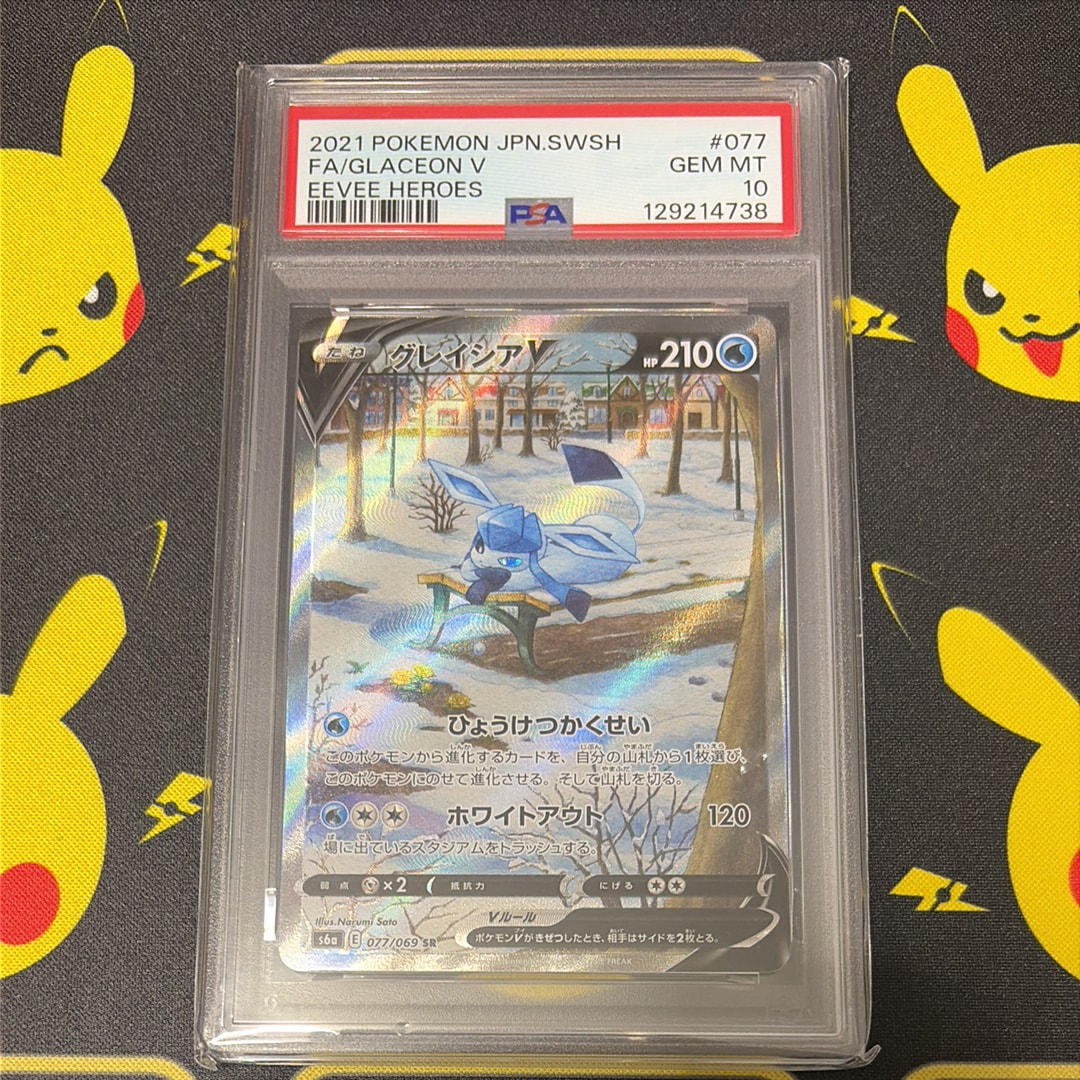 2021 POKEMON JPN.SWSH #077
FA/GLACEON V GEM MT
EEVEE HEROES 10
PSA 129214738
たね グレイシアV HP 210
ひょうけつかくせい
このポケモンから進化するカードを、自分の山札から1枚選び、
このポケモンにのせて進化させる。そして山札を切る。
ホワイトアウト 120
場に出ているスタジアムをトラッシュする。
弱点 ×2 抵抗力 にげる
Illus. Narumi Sato
Vルール
s6a E 077/069 SR ポケモンVがきぜつしたとき、相手はサイドを2枚とる。